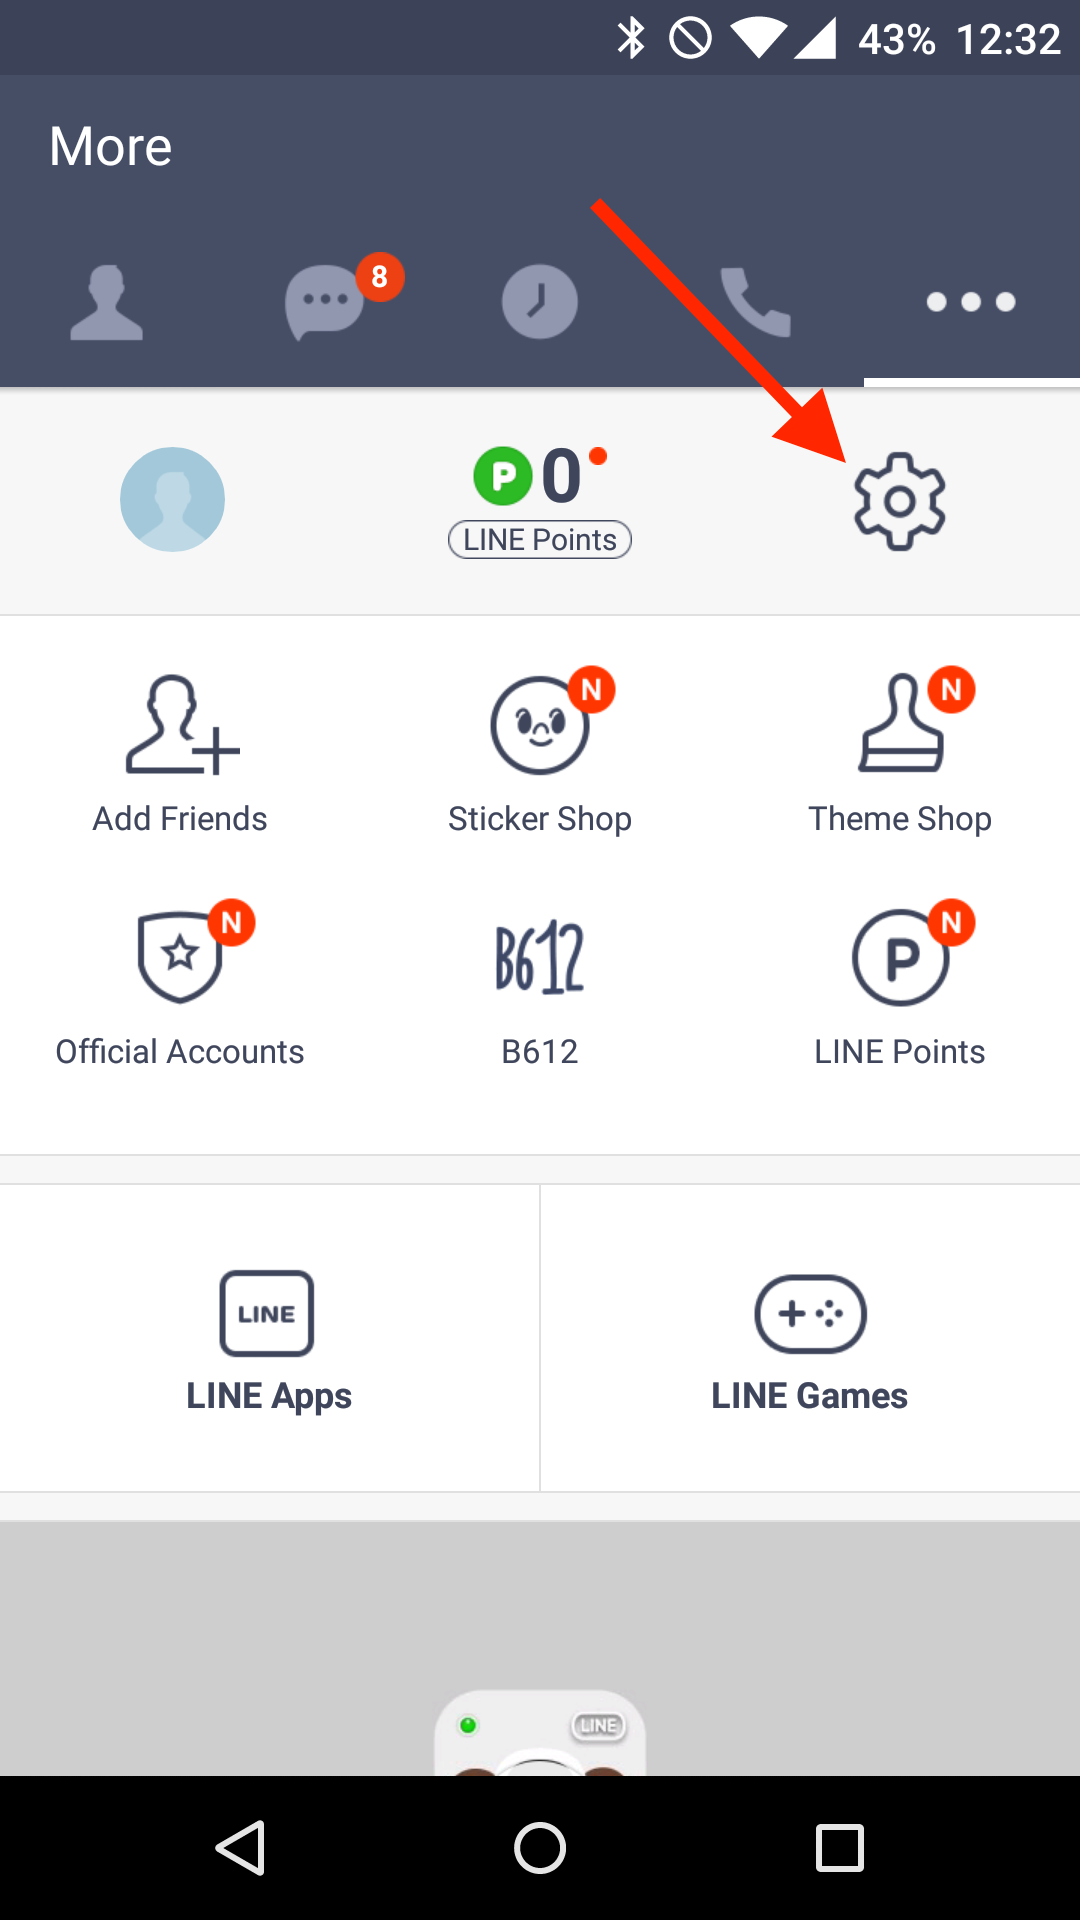 43% 12:32
More
8
P 0
LINE Points
N N
Add Friends Sticker Shop Theme Shop
N N
B612 P
Official Accounts B612 LINE Points
LINE
LINE Apps LINE Games
LINE